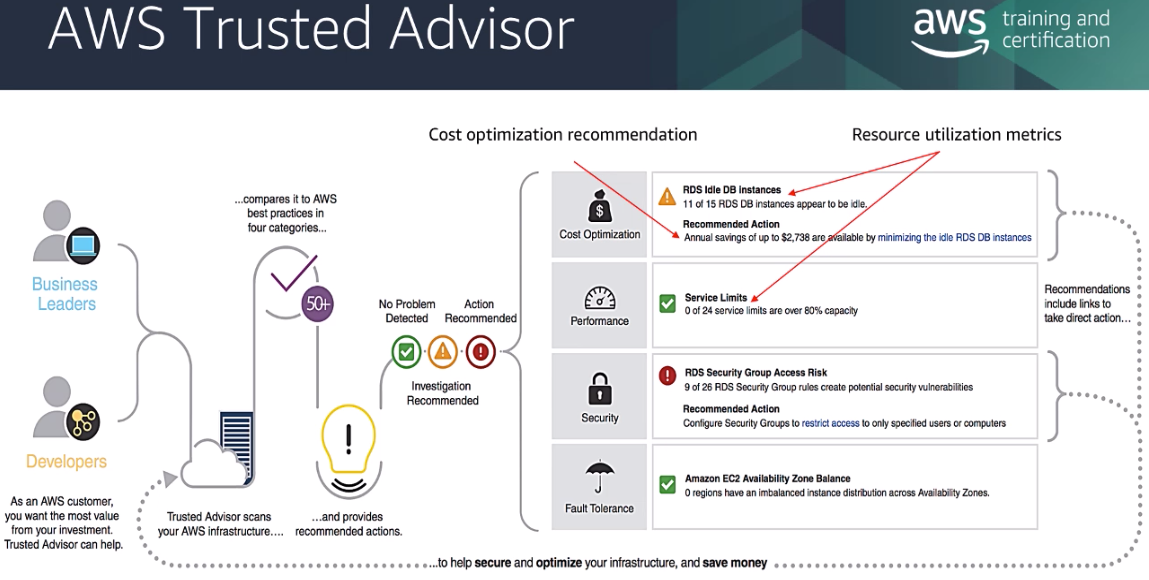 AWS Trusted Advisor
aws training and
certification
Cost optimization recommendation
Resource utilization metrics
Business
Leaders
Developers
As an AWS customer,
you want the most value
from your investment.
Trusted Advisor can help.
Trusted Advisor scans
your AWS infrastructure....
...compares it to AWS
best practices in
four categories...
50+
...and provides
recommended actions.
No Problem
Detected
Action
Recommended
Investigation
Recommended
Cost Optimization
RDS Idle DB instances
11 of 15 RDS DB instances appear to be idle.
Recommended Action
Annual savings of up to $2,738 are available by minimizing the idle RDS DB instances
Performance
Service Limits
0 of 24 service limits are over 80% capacity
Security
RDS Security Group Access Risk
9 of 26 RDS Security Group rules create potential security vulnerabilities
Recommended Action
Configure Security Groups to restrict access to only specified users or computers
Fault Tolerance
Amazon EC2 Availability Zone Balance
0 regions have an imbalanced instance distribution across Availability Zones.
Recommendations
include links to
take direct action...
...to help secure and optimize your infrastructure, and save money